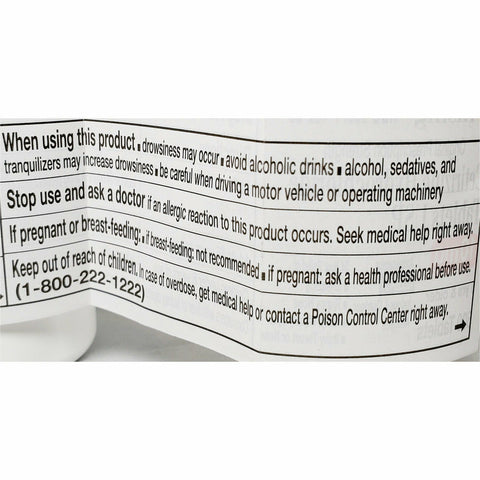 When using this product ▪ drowsiness may occur ▪ avoid alcoholic drinks ▪ alcohol, sedatives, and
tranquilizers may increase drowsiness ▪ be careful when driving a motor vehicle or operating machinery
Stop use and ask a doctor if an allergic reaction to this product occurs. Seek medical help right away.
If pregnant or breast-feeding: ▪ if breast-feeding: not recommended ▪ if pregnant: ask a health professional before use.
Keep out of reach of children. In case of overdose, get medical help or contact a Poison Control Center right away.
(1-800-222-1222)